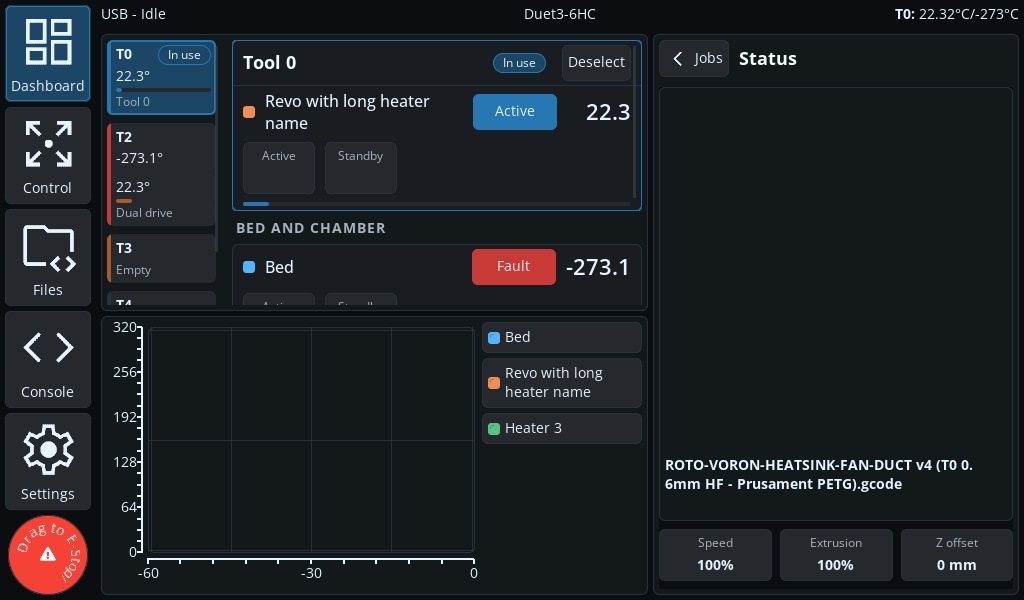 USB - Idle
Duet3-6HC
T0: 22.32°C/-273°C
Dashboard
Control
Files
Console
Settings
Drag to E-Stop!
T0
In use
22.3°
Tool 0
T2
-273.1°
22.3°
Dual drive
T3
Empty
T4
Tool 0
In use
Deselect
Revo with long heater
name
Active
22.3
Active
Standby
BED AND CHAMBER
Bed
Fault
-273.1
320
256
192
128
64
0
-60
-30
0
Bed
Revo with long
heater name
Heater 3
Jobs
Status
ROTO-VORON-HEATSINK-FAN-DUCT v4 (T0 0.
6mm HF - Prusament PETG).gcode
Speed
100%
Extrusion
100%
Z offset
0 mm